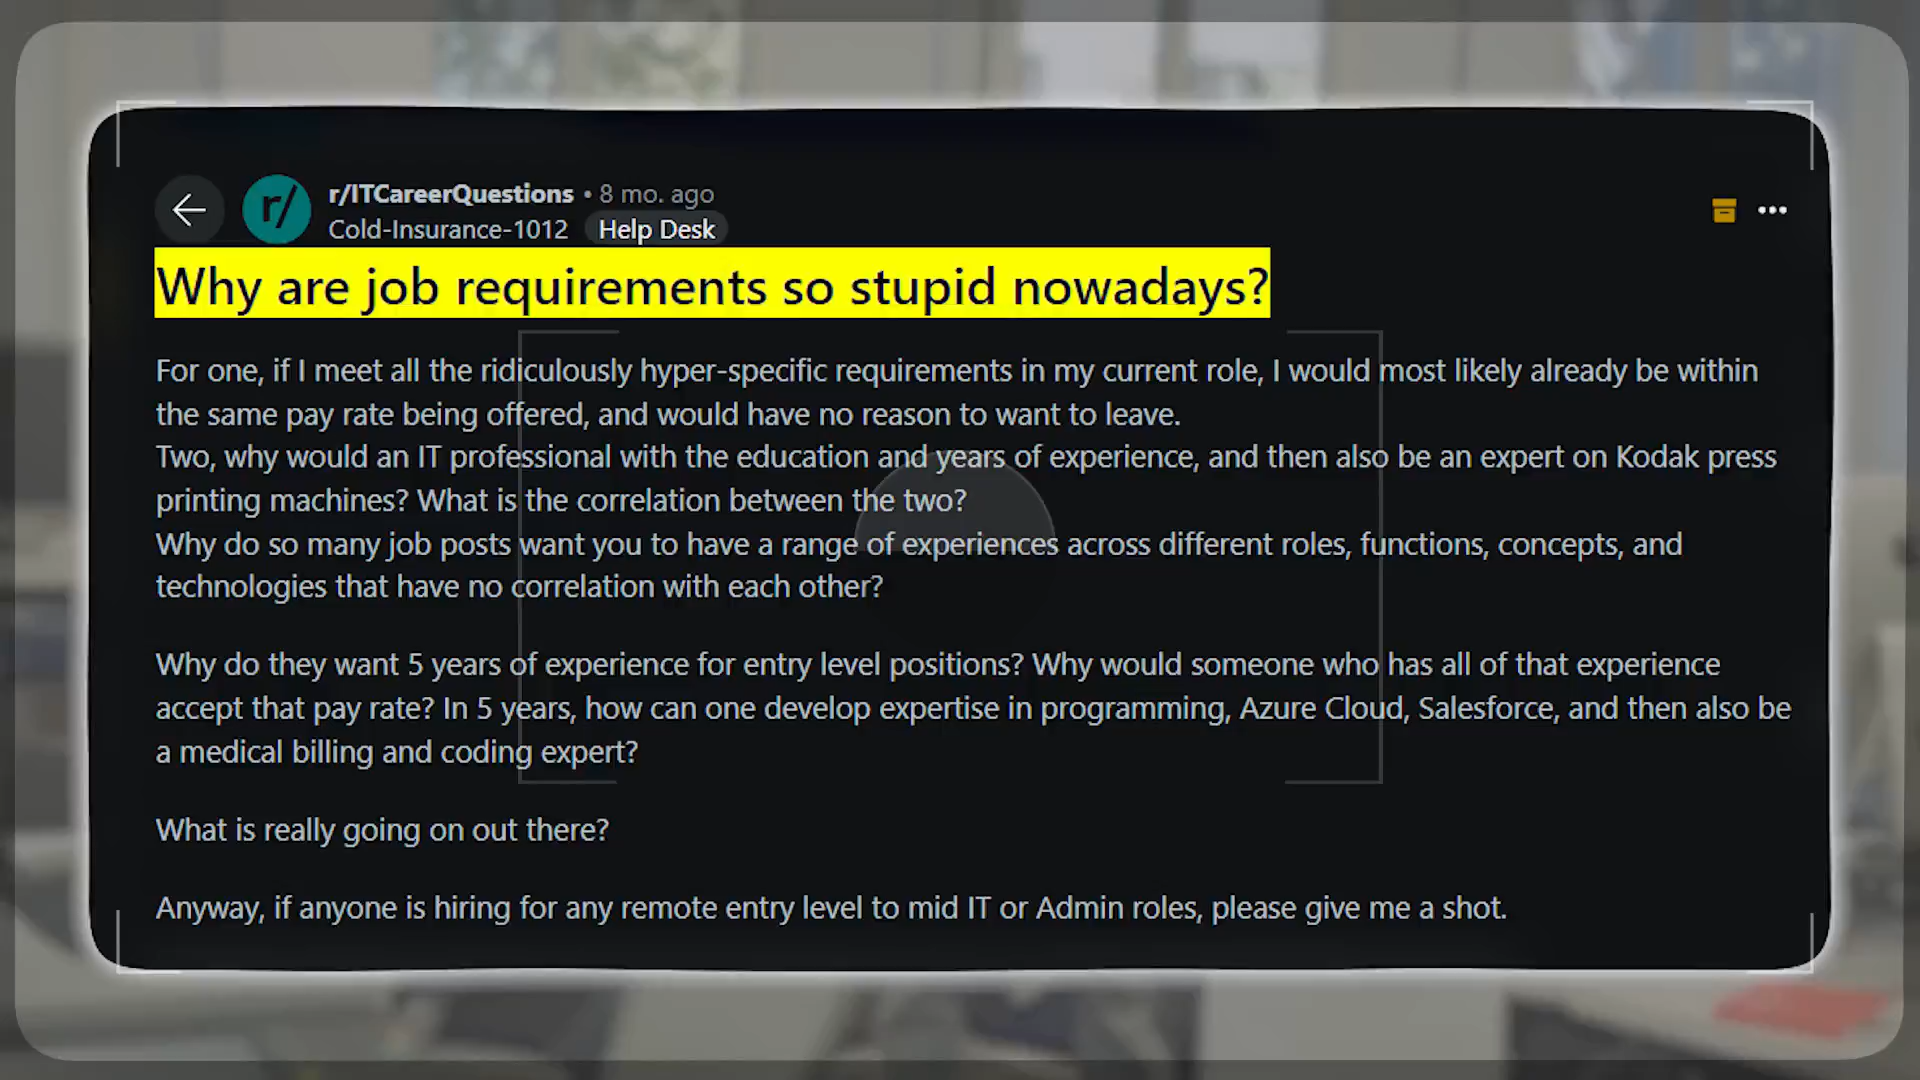 r/ITCareerQuestions • 8 mo. ago
Cold-Insurance-1012 Help Desk
Why are job requirements so stupid nowadays?
For one, if I meet all the ridiculously hyper-specific requirements in my current role, I would most likely already be within
the same pay rate being offered, and would have no reason to want to leave.
Two, why would an IT professional with the education and years of experience, and then also be an expert on Kodak press
printing machines? What is the correlation between the two?
Why do so many job posts want you to have a range of experiences across different roles, functions, concepts, and
technologies that have no correlation with each other?
Why do they want 5 years of experience for entry level positions? Why would someone who has all of that experience
accept that pay rate? In 5 years, how can one develop expertise in programming, Azure Cloud, Salesforce, and then also be
a medical billing and coding expert?
What is really going on out there?
Anyway, if anyone is hiring for any remote entry level to mid IT or Admin roles, please give me a shot.